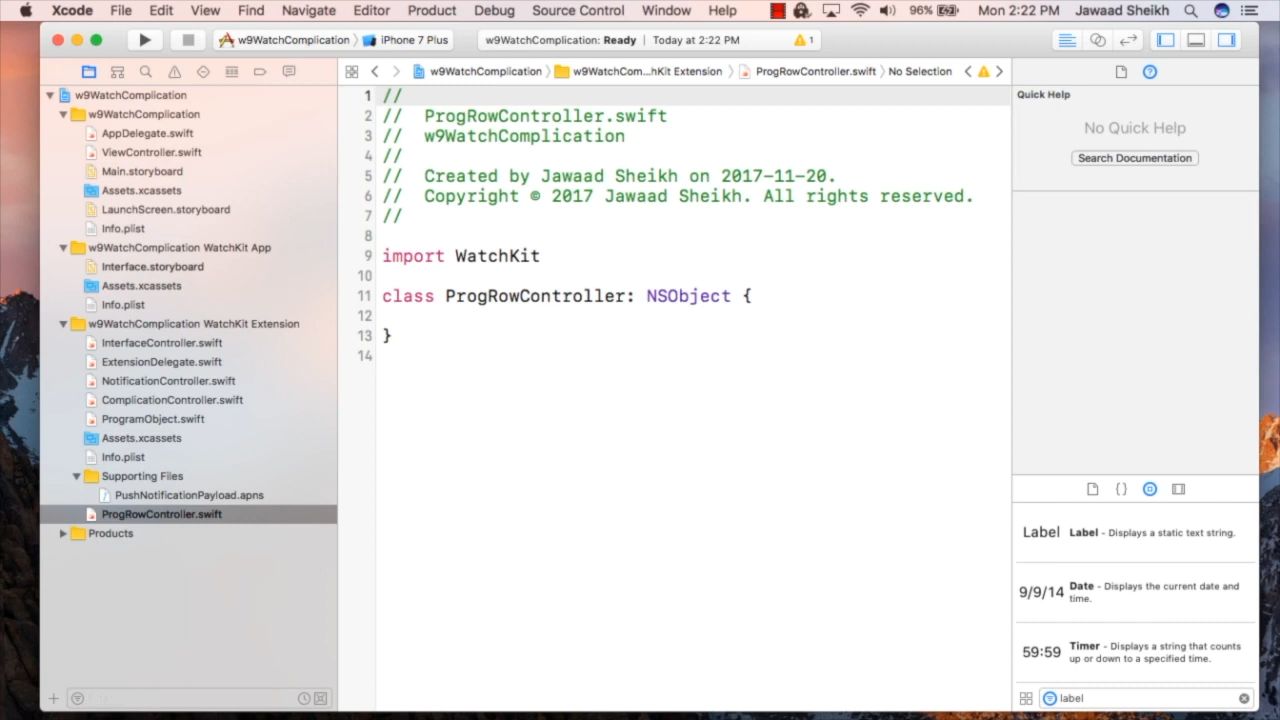 Xcode File Edit View Find Navigate Editor Product Debug Source Control Window Help 96% Mon 2:22 PM Jawaad Sheikh
w9WatchComplication iPhone 7 Plus w9WatchComplication: Ready | Today at 2:22 PM 1
w9WatchComplication w9WatchCom...hKit Extension ProgRowController.swift No Selection
w9WatchComplication
w9WatchComplication
AppDelegate.swift
ViewController.swift
Main.storyboard
Assets.xcassets
LaunchScreen.storyboard
Info.plist
w9WatchComplication WatchKit App
Interface.storyboard
Assets.xcassets
Info.plist
w9WatchComplication WatchKit Extension
InterfaceController.swift
ExtensionDelegate.swift
NotificationController.swift
ComplicationController.swift
ProgramObject.swift
Assets.xcassets
Info.plist
Supporting Files
PushNotificationPayload.apns
ProgRowController.swift
Products
1 //
2 // ProgRowController.swift
3 // w9WatchComplication
4 //
5 // Created by Jawaad Sheikh on 2017-11-20.
6 // Copyright © 2017 Jawaad Sheikh. All rights reserved.
7 //
8
9 import WatchKit
10
11 class ProgRowController: NSObject {
12
13 }
14
Quick Help
No Quick Help
Search Documentation
Label Label - Displays a static text string.
9/9/14 Date - Displays the current date and
time.
59:59 Timer - Displays a string that counts
up or down to a specified time.
label